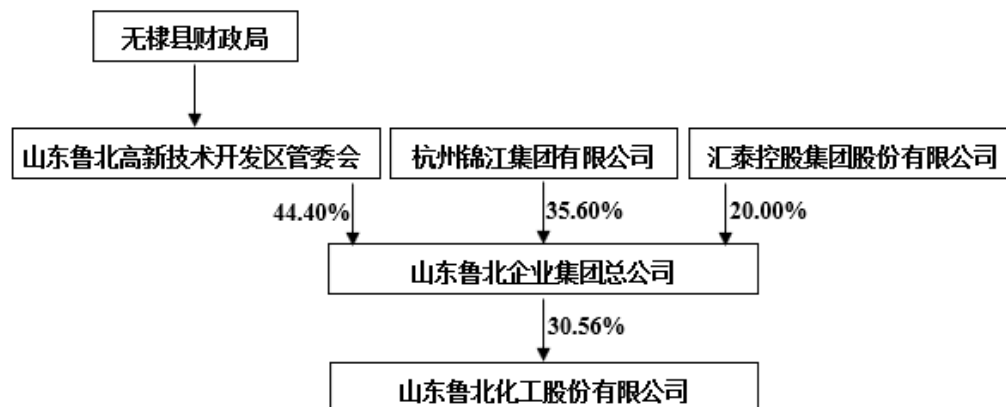 无棣县财政局
山东鲁北高新技术开发区管委会
杭州锦江集团有限公司
汇泰控股集团股份有限公司
44.40%
35.60%
20.00%
山东鲁北企业集团总公司
30.56%
山东鲁北化工股份有限公司